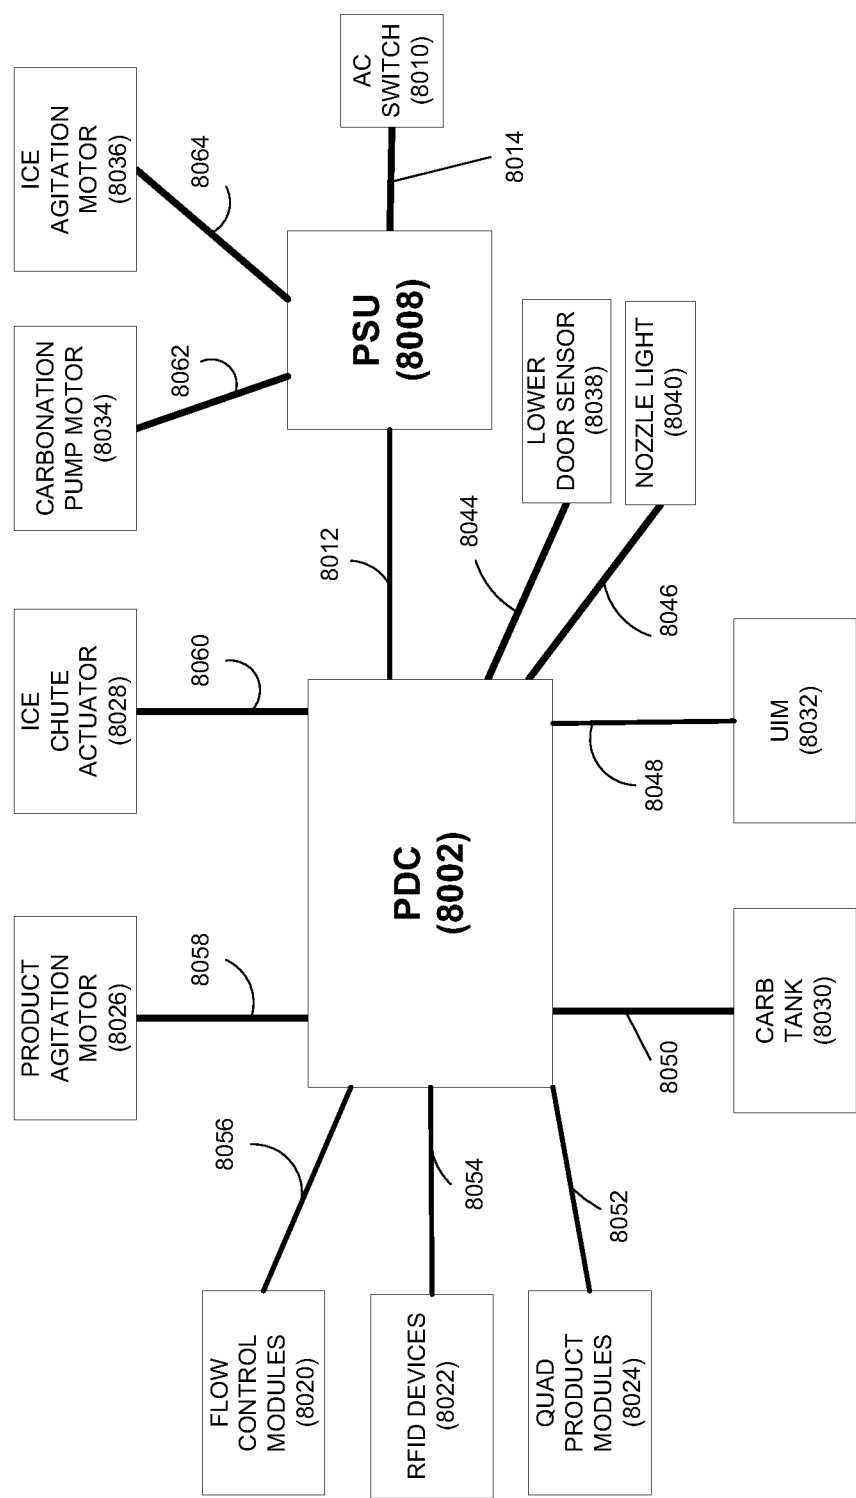 PRODUCT
AGITATION
MOTOR
(8026)
ICE
CHUTE
ACTUATOR
(8028)
CARBONATION
PUMP MOTOR
(8034)
ICE
AGITATION
MOTOR
(8036)
8058
8060
8062
8064
8056
FLOW
CONTROL
MODULES
(8020)
8012
PSU
(8008)
AC
SWITCH
(8010)
8014
RFID DEVICES
(8022)
8054
PDC
(8002)
8044
LOWER
DOOR SENSOR
(8038)
QUAD
PRODUCT
MODULES
(8024)
8052
8050
8048
8046
NOZZLE LIGHT
(8040)
CARB
TANK
(8030)
UIM
(8032)